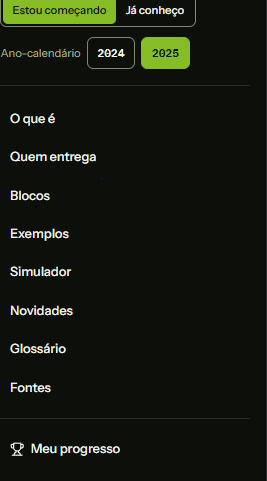 Estou começando Já conheço
Ano-calendário 2024 2025
O que é
Quem entrega
Blocos
Exemplos
Simulador
Novidades
Glossário
Fontes
Meu progresso